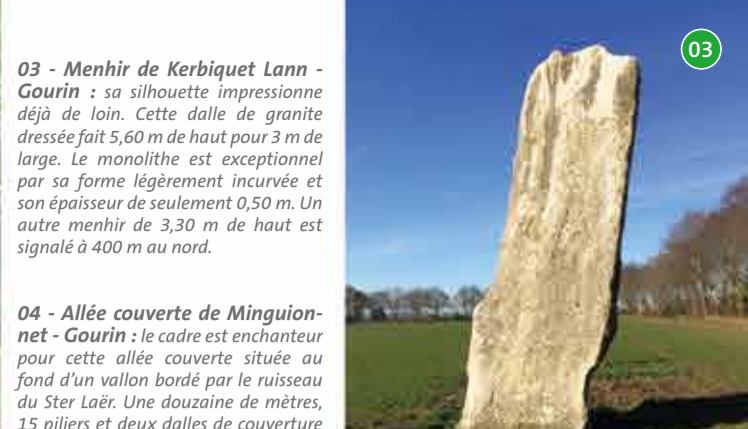 03 - Menhir de Kerbiquet Lann -
Gourin : sa silhouette impressionne
déjà de loin. Cette dalle de granite
dressée fait 5,60 m de haut pour 3 m de
large. Le monolithe est exceptionnel
par sa forme légèrement incurvée et
son épaisseur de seulement 0,50 m. Un
autre menhir de 3,30 m de haut est
signalé à 400 m au nord.
04 - Allée couverte de Minguion-
net - Gourin : le cadre est enchanteur
pour cette allée couverte située au
fond d'un vallon bordé par le ruisseau
du Ster Laër. Une douzaine de mètres,
15 piliers et deux dalles de couverture
03